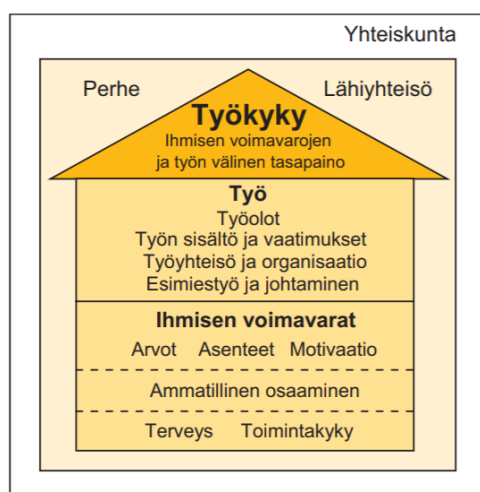 Yhteiskunta
Perhe Lähiyhteisö
Työkyky
Ihmisen voimavarojen
ja työn välinen tasapaino
Työ
Työolot
Työn sisältö ja vaatimukset
Työyhteisö ja organisaatio
Esimiestyö ja johtaminen
Ihmisen voimavarat
Arvot Asenteet Motivaatio
Ammatillinen osaaminen
Terveys Toimintakyky